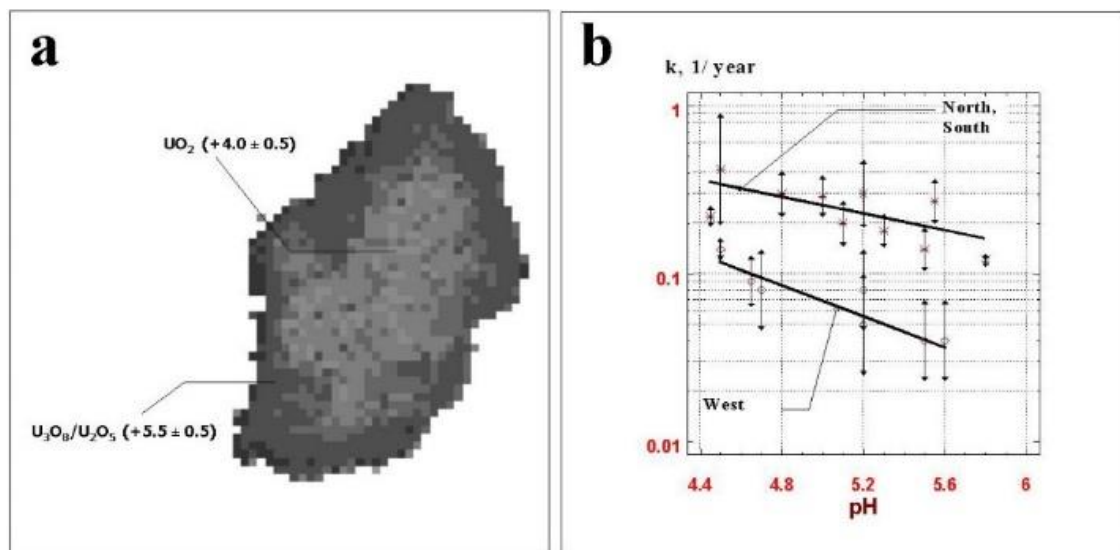 a
UO₂ (+4.0 ± 0.5)
U₃O₈/U₂O₅ (+5.5 ± 0.5)
b
k, 1/ year
North,
South
West
1
0.1
0.01
4.4 4.8 5.2 5.6 6
pH